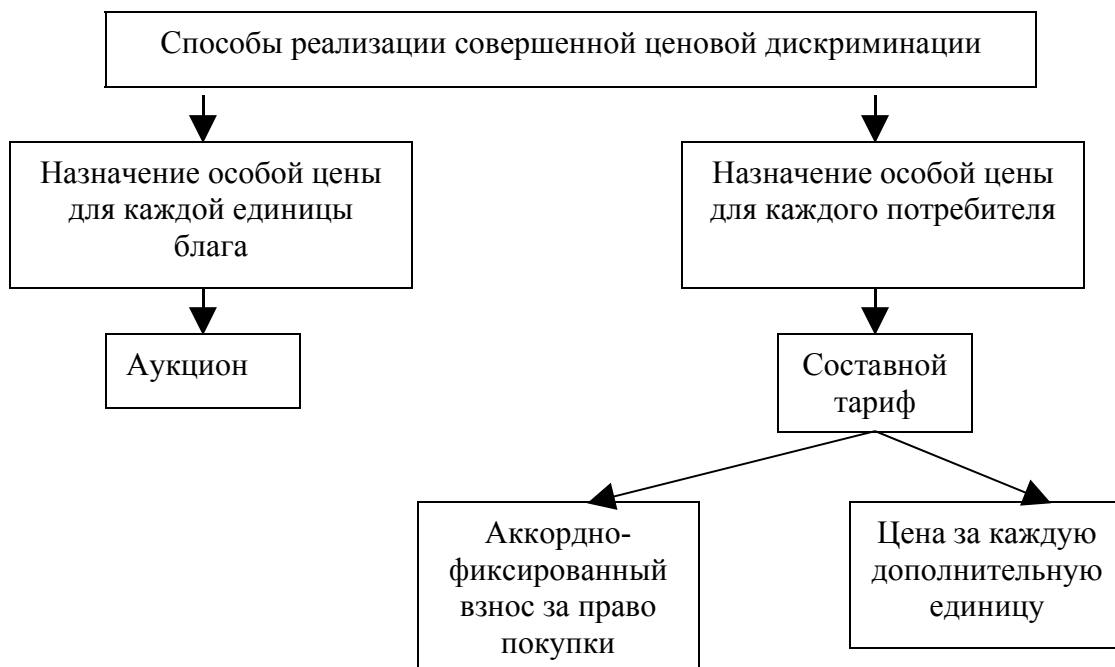 Способы реализации совершенной ценовой дискриминации
Назначение особой цены
для каждой единицы
блага
Назначение особой цены
для каждого потребителя
Аукцион
Составной
тариф
Аккордно-
фиксированный
взнос за право
покупки
Цена за каждую
дополнительную
единицу